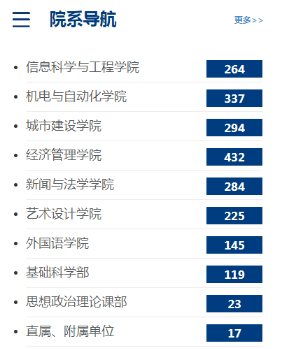 院系导航 更多>>
信息科学与工程学院 264
机电与自动化学院 337
城市建设学院 294
经济管理学院 432
新闻与法学学院 284
艺术设计学院 225
外国语学院 145
基础科学部 119
思想政治理论课部 23
直属、附属单位 17